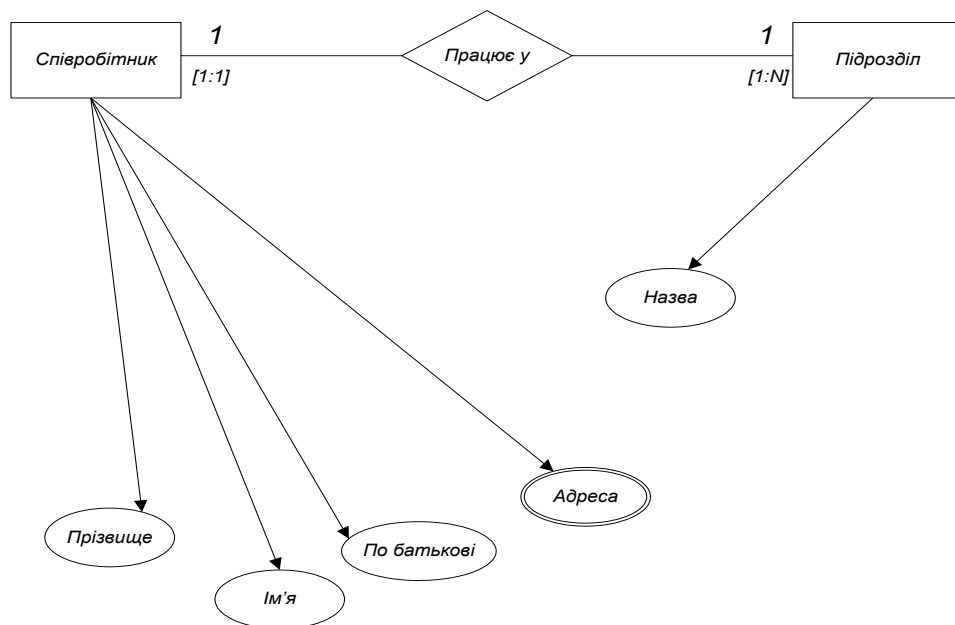 Співробітник
1
[1:1]
Працює у
1
[1:N]
Підрозділ
Назва
Адреса
Прізвище
По батькові
Ім'я